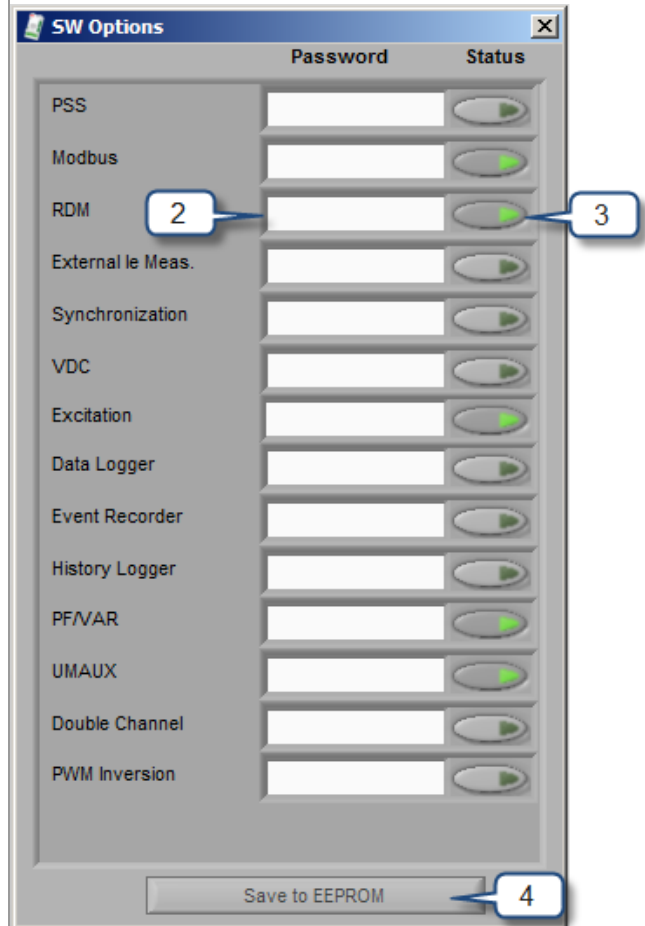 SW Options
Password Status
PSS
Modbus
RDM 2 3
External Ie Meas.
Synchronization
VDC
Excitation
Data Logger
Event Recorder
History Logger
PF/VAR
UMAUX
Double Channel
PWM Inversion
Save to EEPROM 4